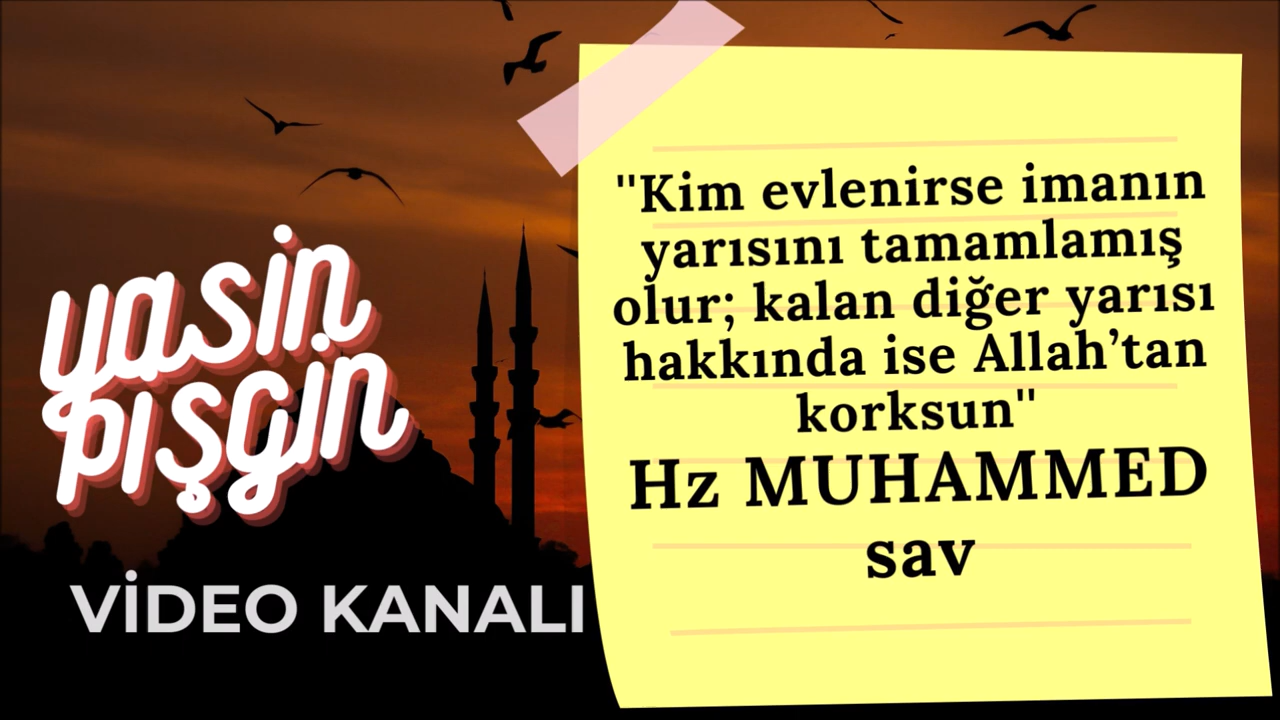 yasin
pışgın
VİDEO KANALI
"Kim evlenirse imanın
yarısını tamamlamış
olur; kalan diğer yarısı
hakkında ise Allah’tan
korksun"
Hz MUHAMMED
sav